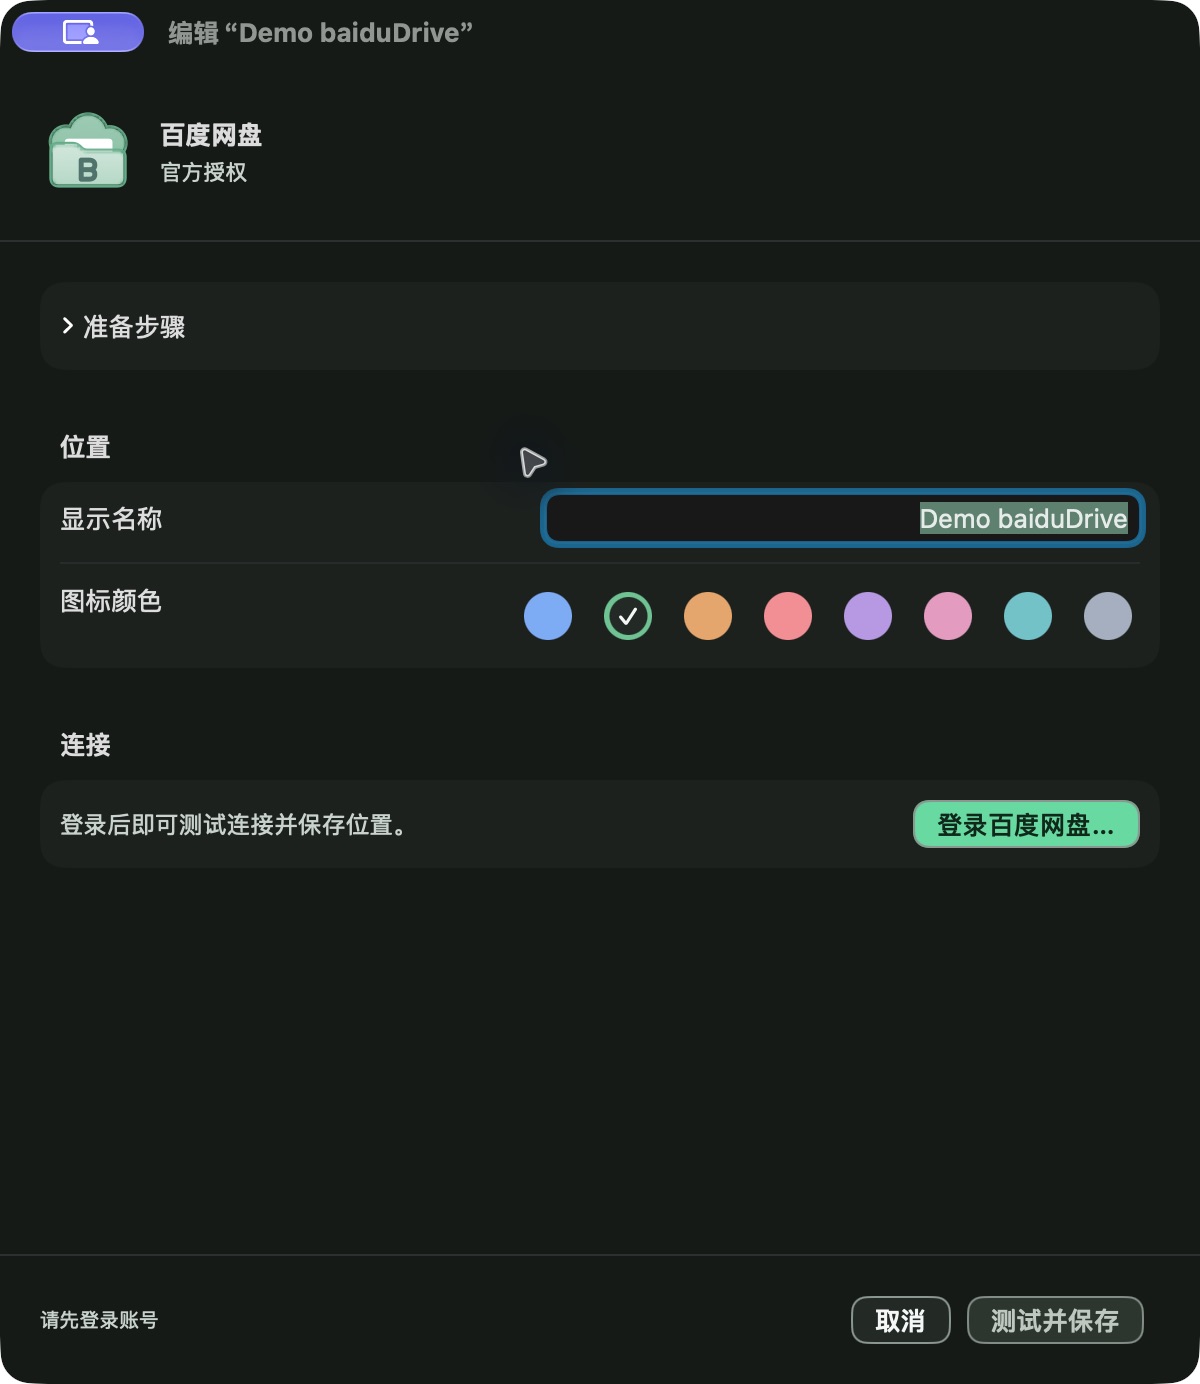 编辑 “Demo baiduDrive”
B
百度网盘
官方授权
准备步骤
位置
显示名称
Demo baiduDrive
图标颜色
连接
登录后即可测试连接并保存位置。
登录百度网盘...
请先登录账号
取消
测试并保存